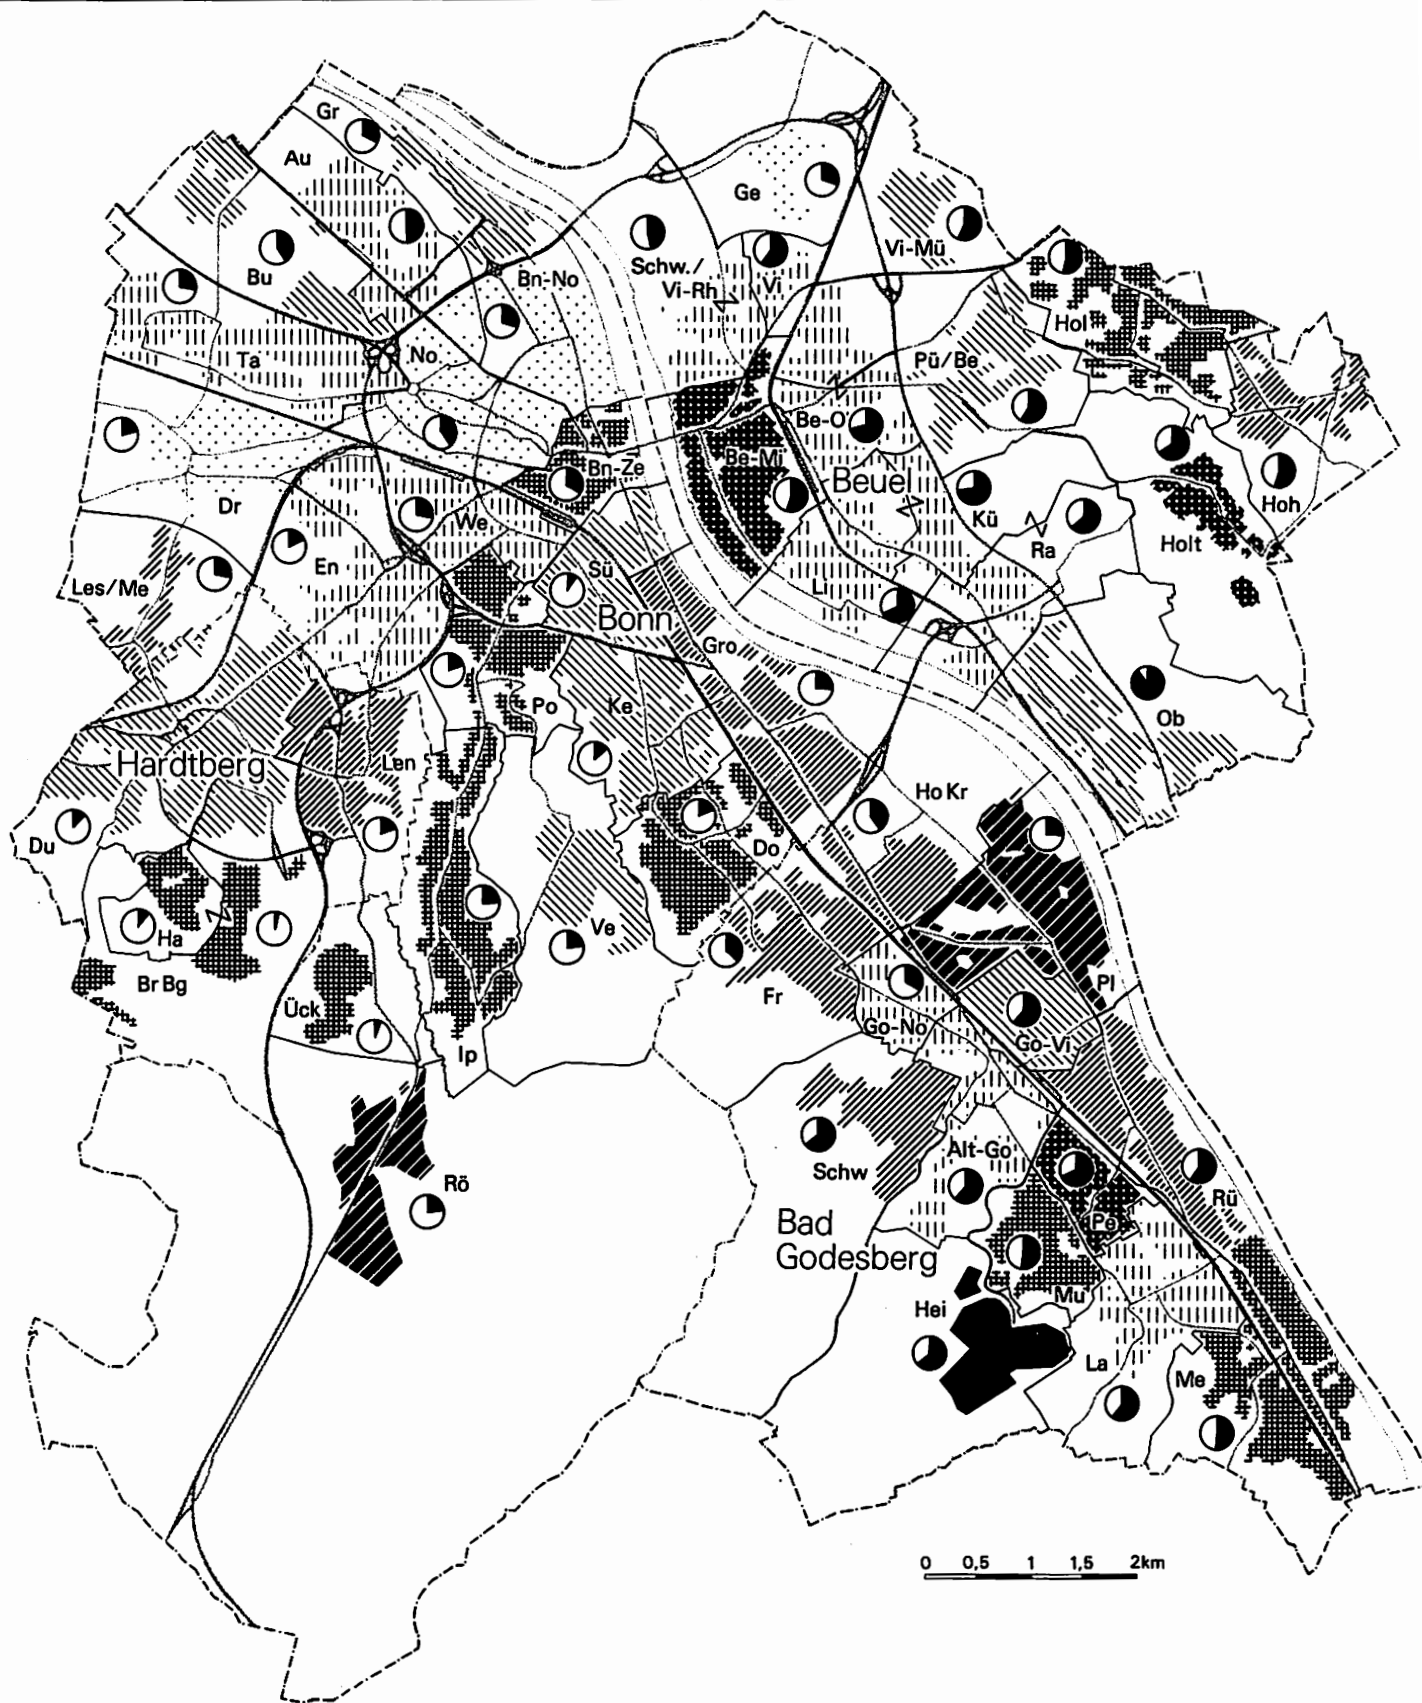 Gr
Au
Ge
Bu
Schw./
Vi-Rh
Vi
Vi-Mü
Bn-No
Hol
Ta
No
Pü/Be
Be-O
Bn-Ze
Be-Mi
Beuel
Hoh
Dr
We
Kü
Ra
Holt
En
Les/Me
Sü
Li
Bonn
Gro
Po
Ke
Ob
Hardtberg
Len
Ho Kr
Du
Do
Ha
Ve
Br Bg
Fr
Pl
Ück
Go-No
Go-Vi
Ip
Alt-Go
Schw
Rö
Rü
Bad
Godesberg
Pe
Mu
Hei
La
Me
0 0,5 1 1,5 2km